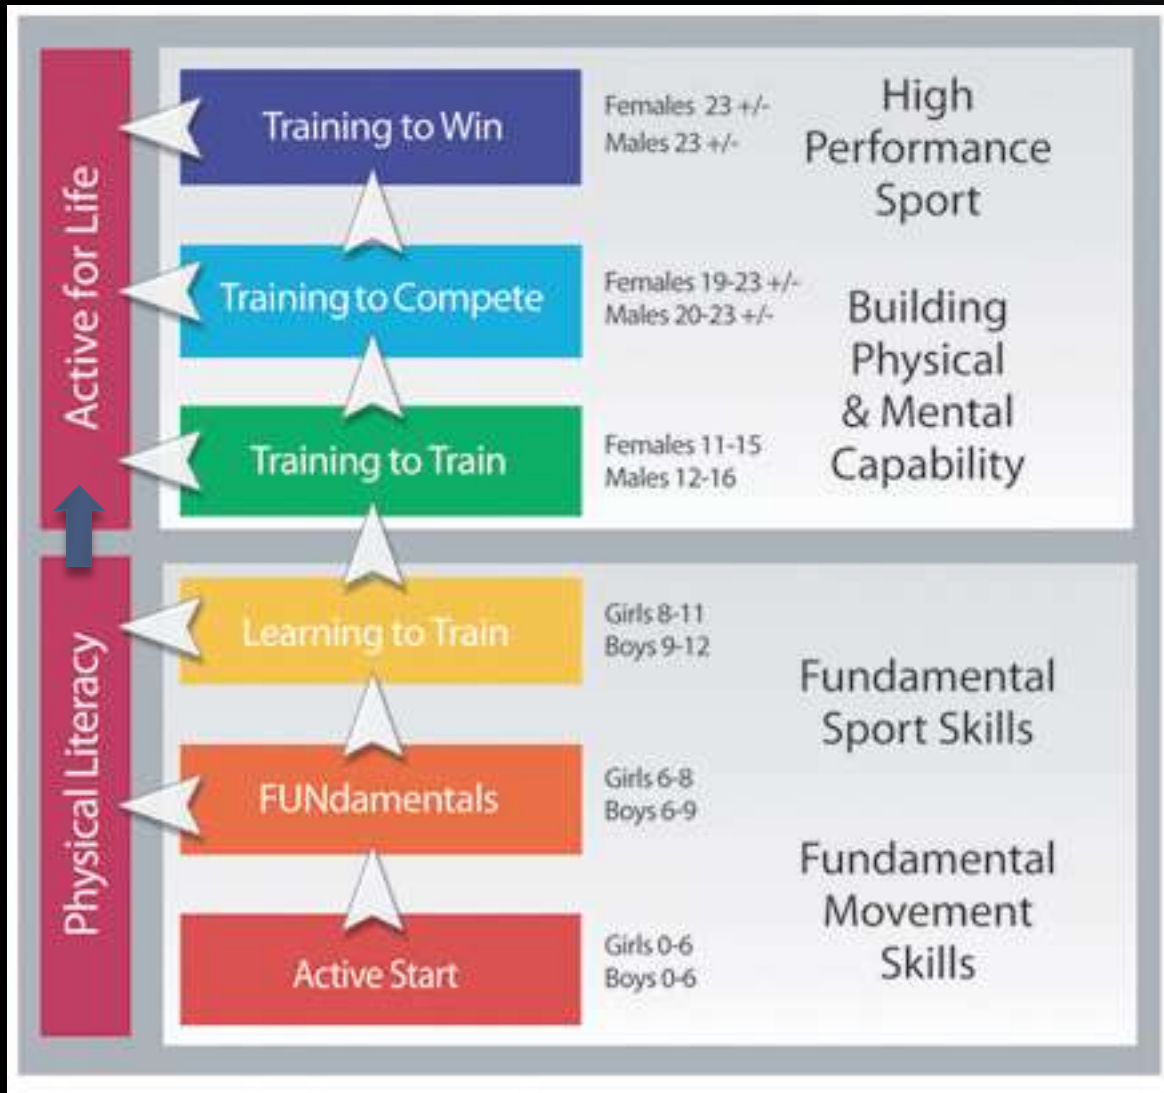 Active for Life
Training to Win
Females 23 +/-
Males 23 +/-
High
Performance
Sport
Training to Compete
Females 19-23 +/-
Males 20-23 +/-
Building
Physical
& Mental
Capability
Training to Train
Females 11-15
Males 12-16
Physical Literacy
Learning to Train
Girls 8-11
Boys 9-12
Fundamental
Sport Skills
FUNdamentals
Girls 6-8
Boys 6-9
Fundamental
Movement
Skills
Active Start
Girls 0-6
Boys 0-6